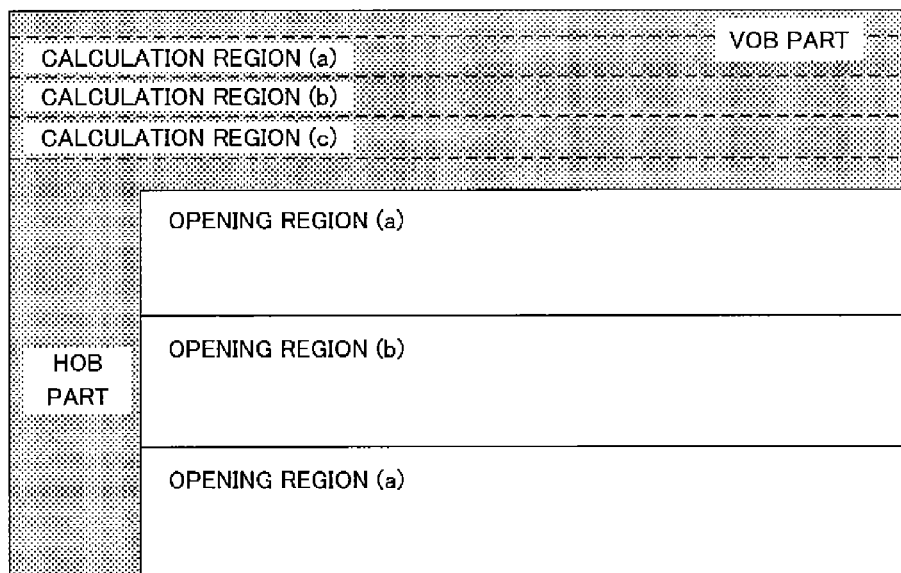 VOB PART
CALCULATION REGION (a)
CALCULATION REGION (b)
CALCULATION REGION (c)
OPENING REGION (a)
OPENING REGION (b)
HOB
PART
OPENING REGION (a)